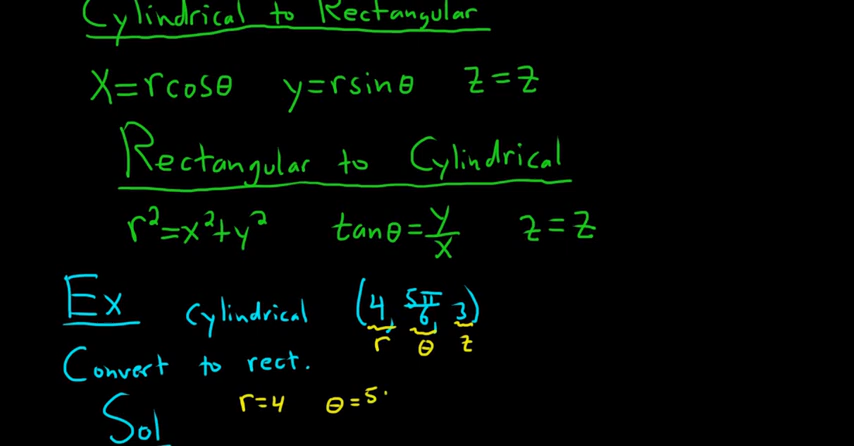 Cylindrical to Rectangular
x=rcosθ y=rsinθ z=z
Rectangular to Cylindrical
r²=x²+y² tanθ=y/x z=z
Ex Cylindrical (4, 5π/6, 3)
r θ z
Convert to rect.
Sol r=4 θ=5